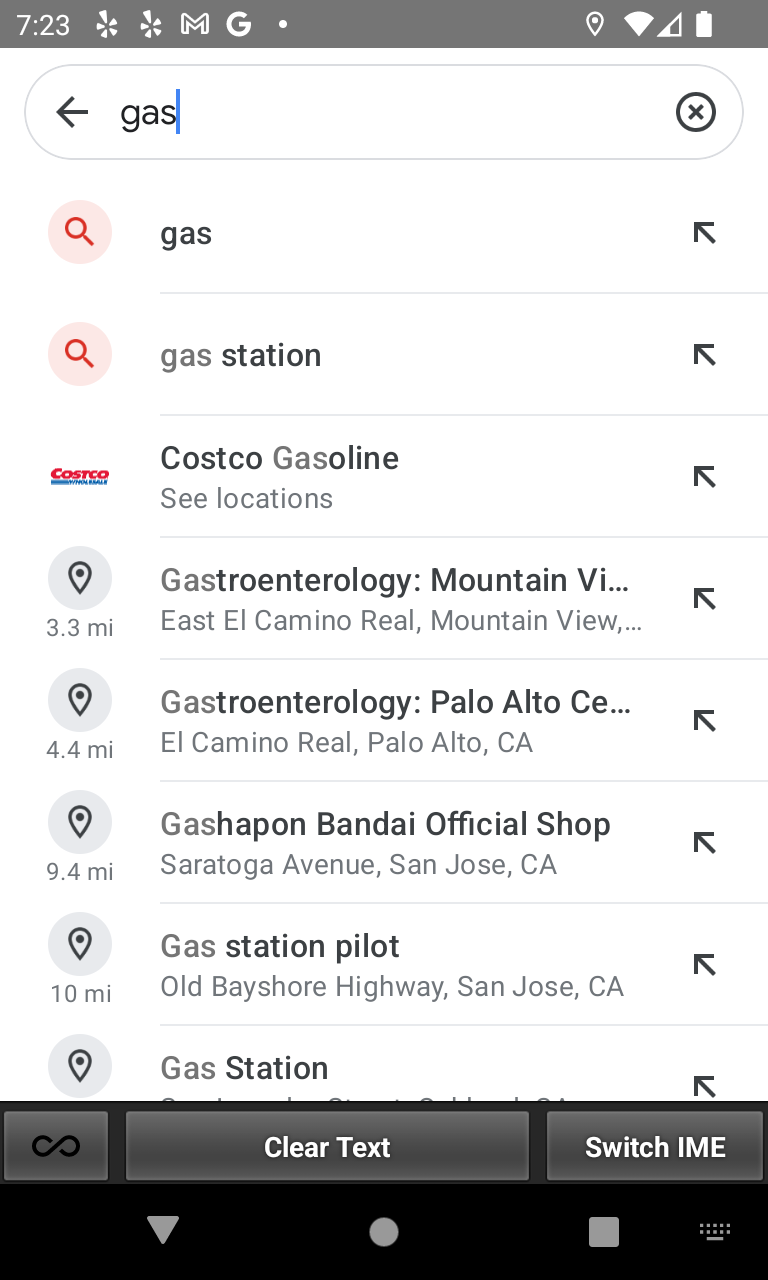 7:23
gas
gas
gas station
COSTCO
WHOLESALE
Costco Gasoline
See locations
Gastroenterology: Mountain Vi...
East El Camino Real, Mountain View,...
3.3 mi
Gastroenterology: Palo Alto Ce...
El Camino Real, Palo Alto, CA
4.4 mi
Gashapon Bandai Official Shop
Saratoga Avenue, San Jose, CA
9.4 mi
Gas station pilot
Old Bayshore Highway, San Jose, CA
10 mi
Gas Station
Clear Text
Switch IME